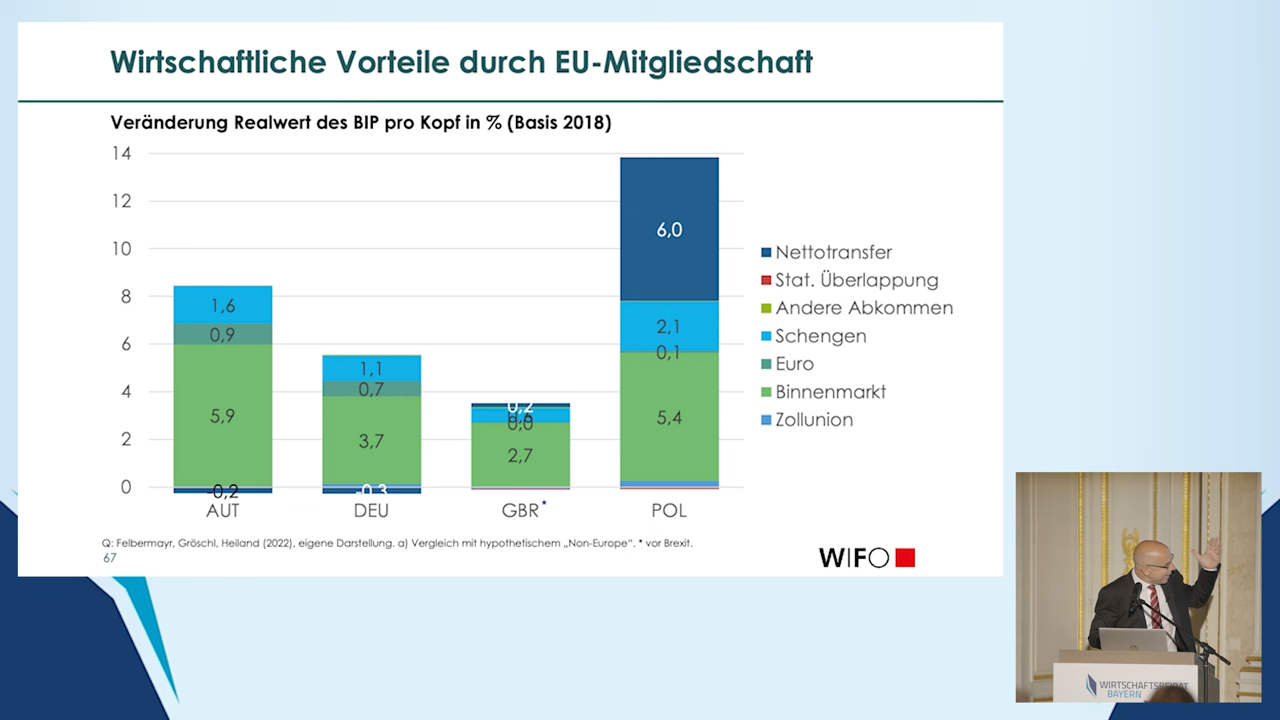 Wirtschaftliche Vorteile durch EU-Mitgliedschaft
Veränderung Realwert des BIP pro Kopf in % (Basis 2018)
14
12
10
8
6
4
2
0
1,6
0,9
5,9
-0,2
AUT
1,1
0,7
3,7
-0,3
DEU
0,2
0,0
2,7
GBR*
6,0
2,1
0,1
5,4
POL
Nettotransfer
Stat. Überlappung
Andere Abkommen
Schengen
Euro
Binnenmarkt
Zollunion
Q: Felbermayr, Gröschl, Heiland (2022), eigene Darstellung. a) Vergleich mit hypothetischem „Non-Europe“. * vor Brexit.
67
WIFO
WIRTSCHAFTSBEIRAT
BAYERN